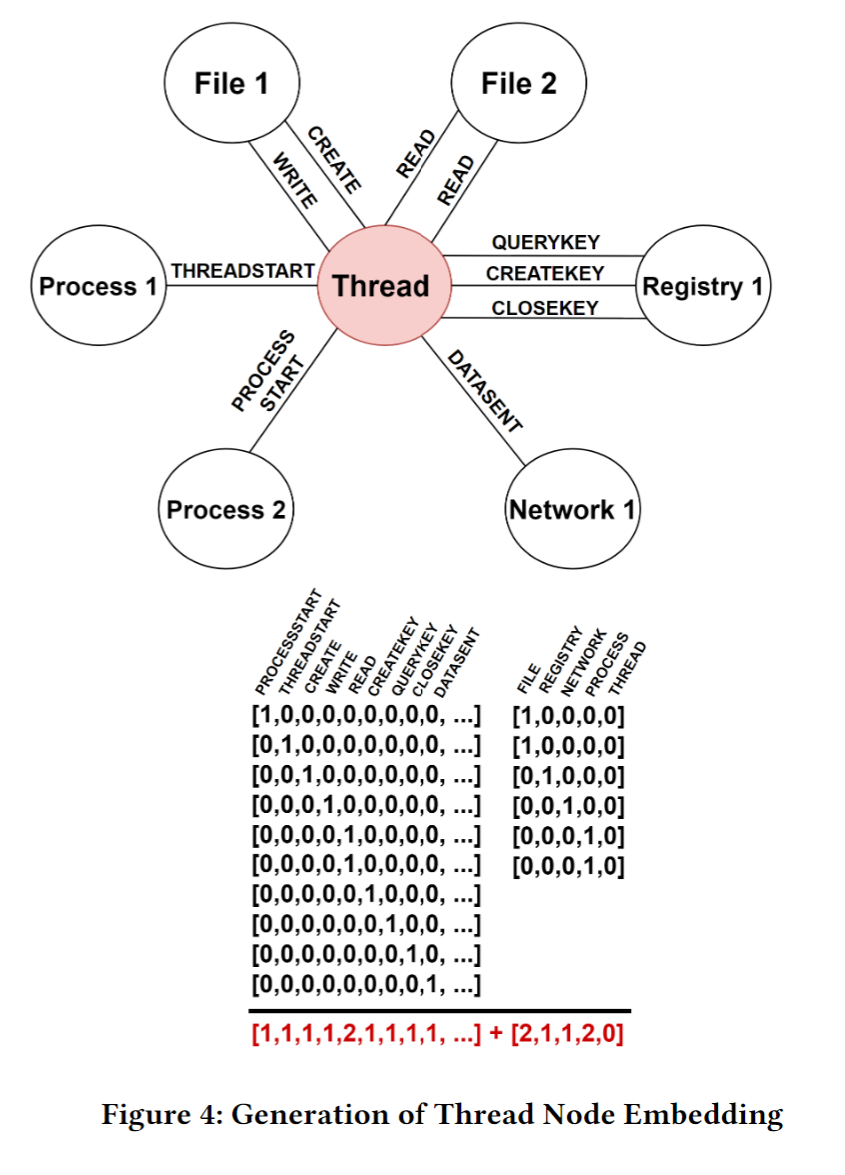 File 1
File 2
CREATE
WRITE
READ
READ
QUERYKEY
CREATEKEY
CLOSEKEY
Process 1
THREADSTART
Thread
Registry 1
PROCESS
START
DATASENT
Process 2
Network 1
PROCESSSTART
THREADSTART
CREATE
WRITE
READ
CREATEKEY
QUERYKEY
CLOSEKEY
DATASENT
FILE
REGISTRY
NETWORK
PROCESS
THREAD
[1,0,0,0,0,0,0,0,0, ...] [1,0,0,0,0]
[0,1,0,0,0,0,0,0,0, ...] [1,0,0,0,0]
[0,0,1,0,0,0,0,0,0, ...] [0,1,0,0,0]
[0,0,0,1,0,0,0,0,0, ...] [0,0,1,0,0]
[0,0,0,0,1,0,0,0,0, ...] [0,0,0,1,0]
[0,0,0,0,1,0,0,0,0, ...] [0,0,0,1,0]
[0,0,0,0,0,1,0,0,0, ...]
[0,0,0,0,0,0,1,0,0, ...]
[0,0,0,0,0,0,0,1,0, ...]
[0,0,0,0,0,0,0,0,1, ...]
[1,1,1,1,2,1,1,1,1, ...] + [2,1,1,2,0]
Figure 4: Generation of Thread Node Embedding